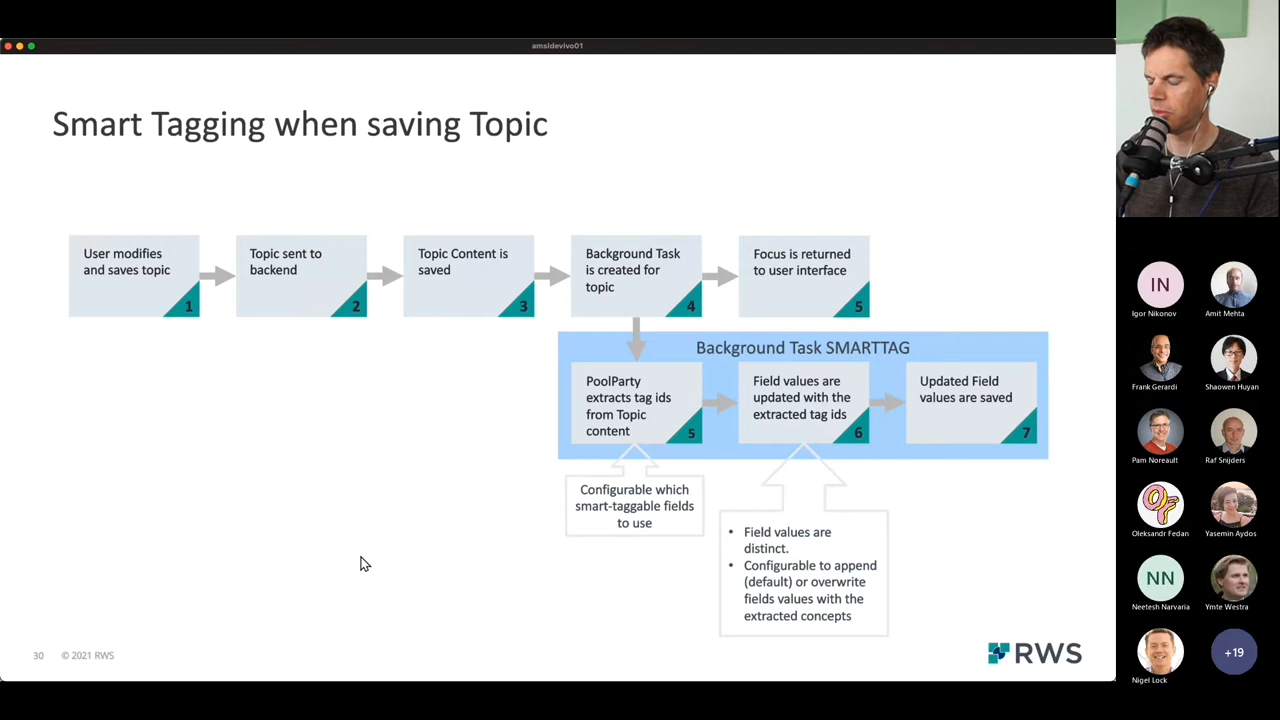 amsldevivo01
Smart Tagging when saving Topic
User modifies
and saves topic
1
Topic sent to
backend
2
Topic Content is
saved
3
Background Task
is created for
topic
4
Focus is returned
to user interface
5
Background Task SMARTTAG
PoolParty
extracts tag ids
from Topic
content
5
Field values are
updated with the
extracted tag ids
6
Updated Field
values are saved
7
Configurable which
smart-taggable fields
to use
• Field values are
distinct.
• Configurable to append
(default) or overwrite
fields values with the
extracted concepts
30 © 2021 RWS
RWS
IN
Igor Nikonov
Amit Mehta
Frank Gerardi
Shaowen Huyan
Pam Noreault
Raf Snijders
OF
Oleksandr Fedan
Yasemin Aydos
NN
Neetesh Narvaria
Ymte Westra
Nigel Lock
+19